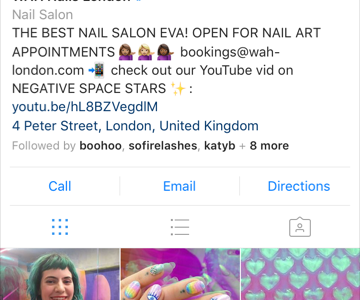 Nail Salon
THE BEST NAIL SALON EVA! OPEN FOR NAIL ART
APPOINTMENTS 💁🏽💁🏼💁🏾 bookings@wah-
london.com 📲 check out our YouTube vid on
NEGATIVE SPACE STARS ✨ :
youtu.be/hL8BZVegdlM
4 Peter Street, London, United Kingdom
Followed by boohoo, sofirelashes, katyb + 8 more
Call Email Directions